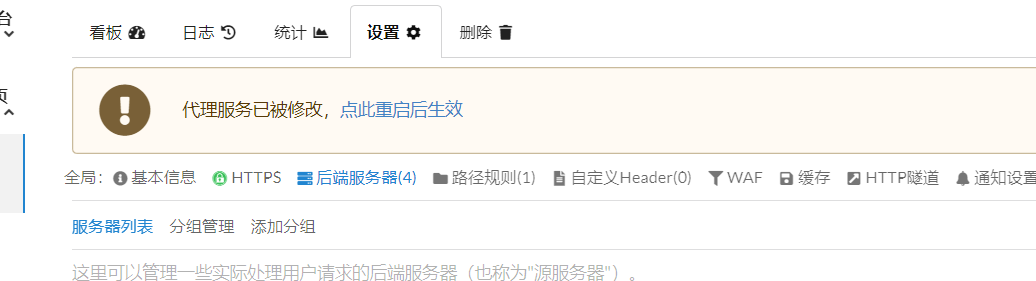 台
看板 日志 统计 设置 删除
页
代理服务已被修改，点此重启后生效
全局： 基本信息 HTTPS 后端服务器(4) 路径规则(1) 自定义Header(0) WAF 缓存 HTTP隧道 通知设置
服务器列表 分组管理 添加分组
这里可以管理一些实际处理用户请求的后端服务器（也称为"源服务器"）。